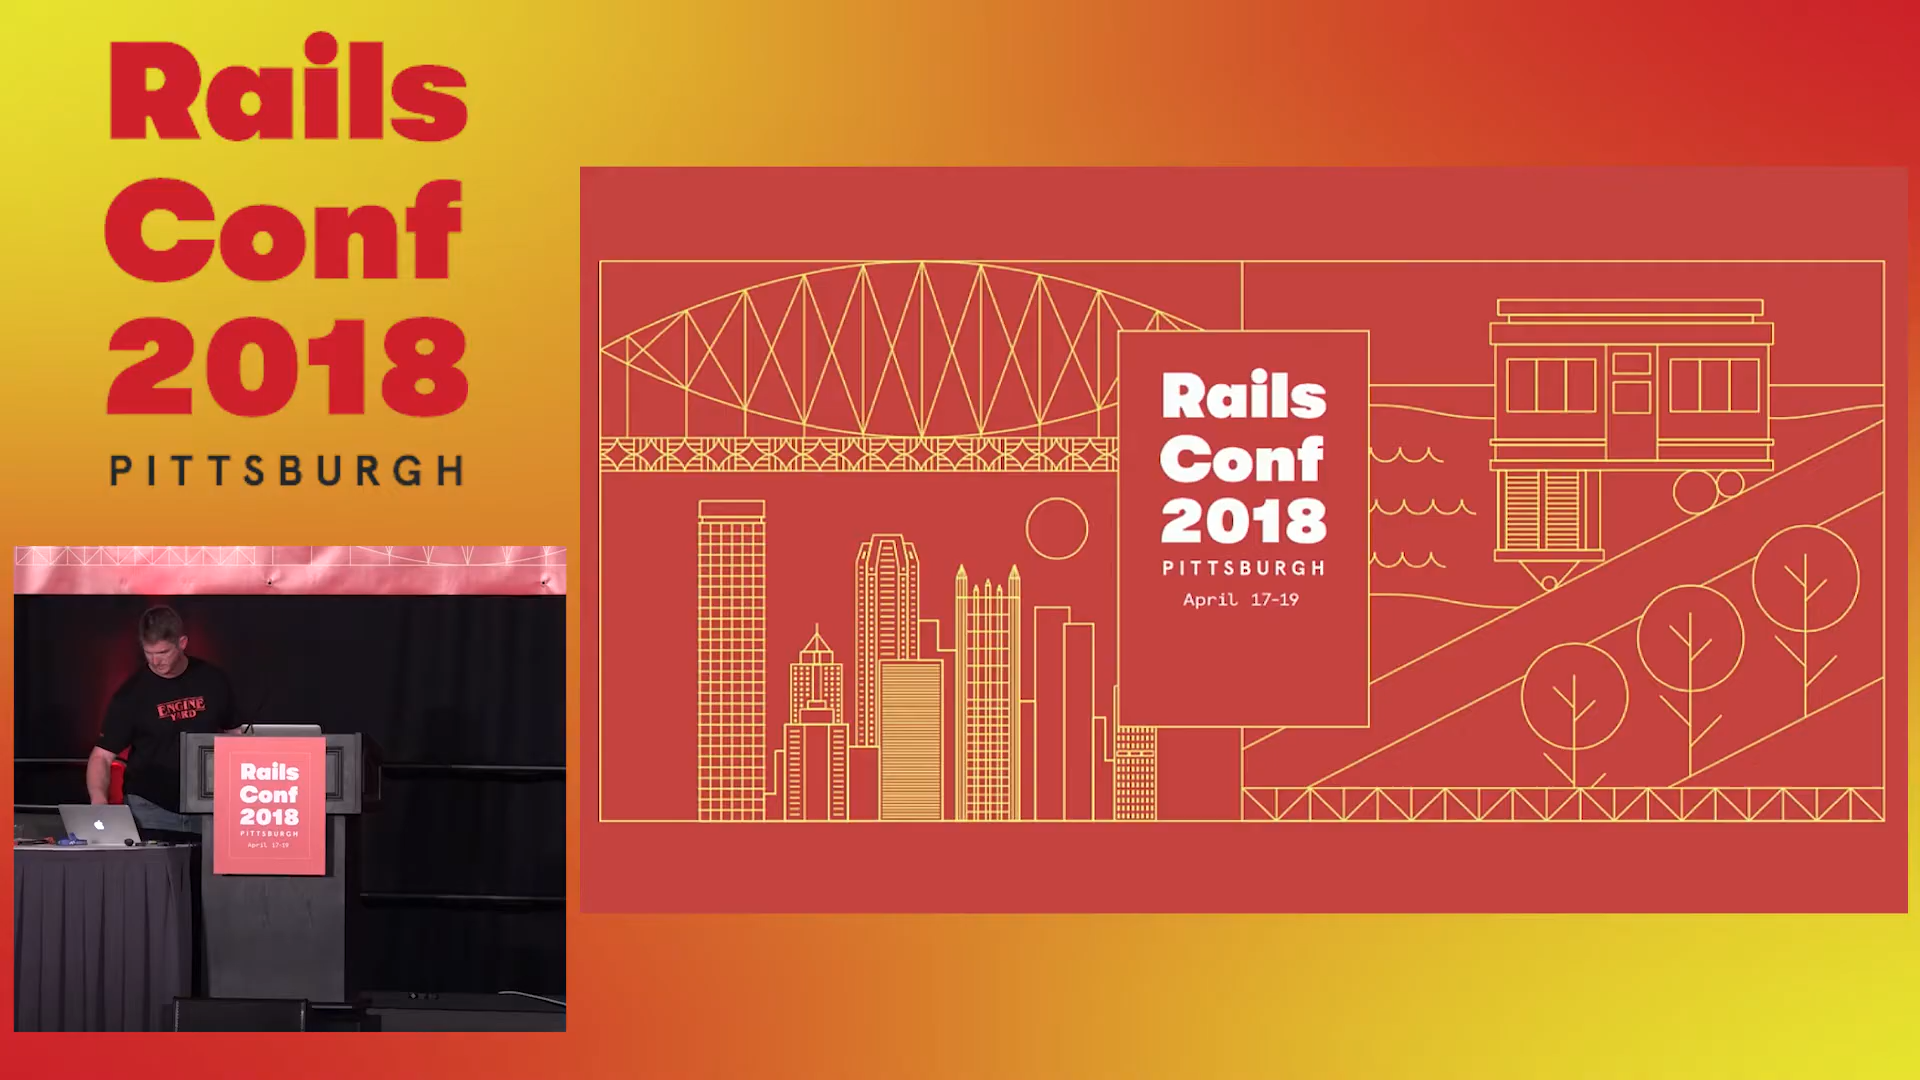 Rails
Conf
2018
PITTSBURGH
Rails
Conf
2018
PITTSBURGH
April 17-19
ENGINE
YARD
Rails
Conf
2018
PITTSBURGH
April 17-19